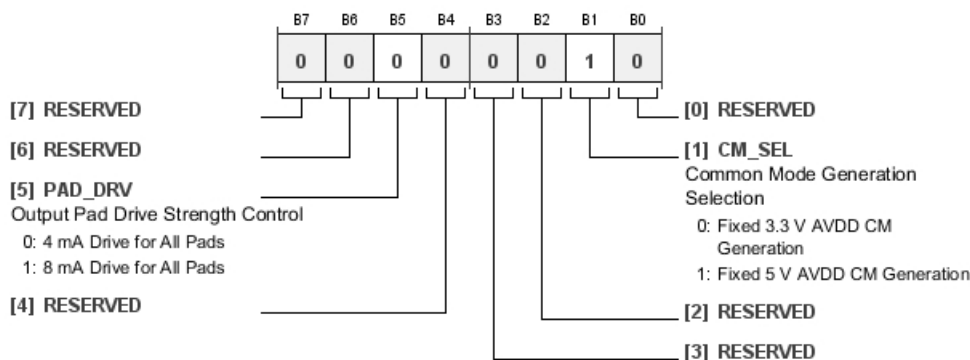 B7 B6 B5 B4 B3 B2 B1 B0
0 0 0 0 0 0 1 0
[7] RESERVED
[6] RESERVED
[5] PAD_DRV
Output Pad Drive Strength Control
0: 4 mA Drive for All Pads
1: 8 mA Drive for All Pads
[4] RESERVED
[0] RESERVED
[1] CM_SEL
Common Mode Generation
Selection
0: Fixed 3.3 V AVDD CM
Generation
1: Fixed 5 V AVDD CM Generation
[2] RESERVED
[3] RESERVED